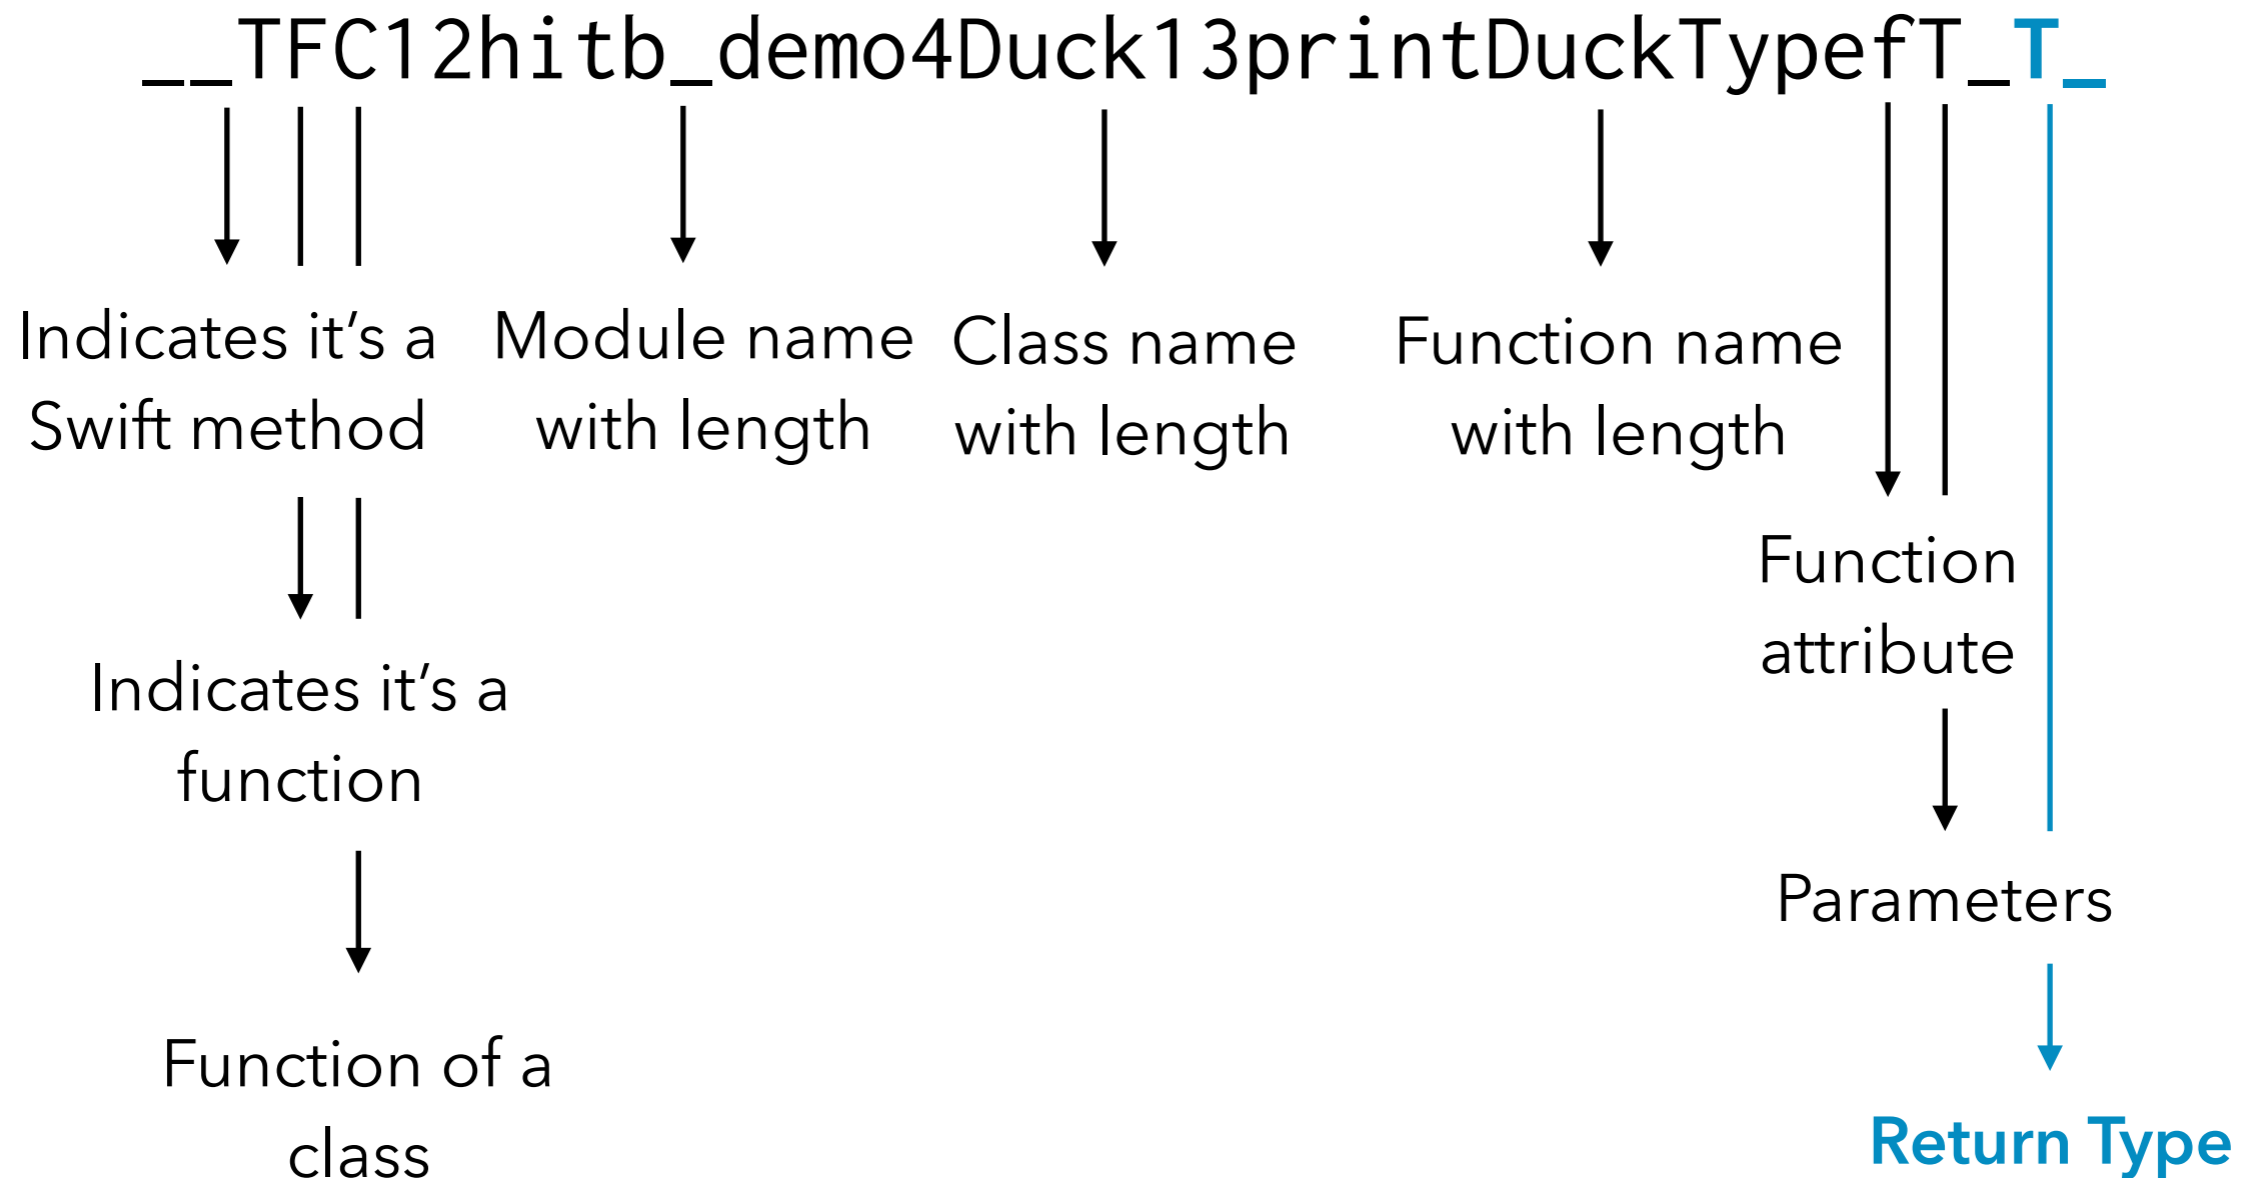 __TFC12hitb_demo4Duck13printDuckTypefT_T_
Indicates it’s a
Swift method
Module name
with length
Class name
with length
Function name
with length
Function
attribute
Indicates it’s a
function
Parameters
Function of a
class
Return Type